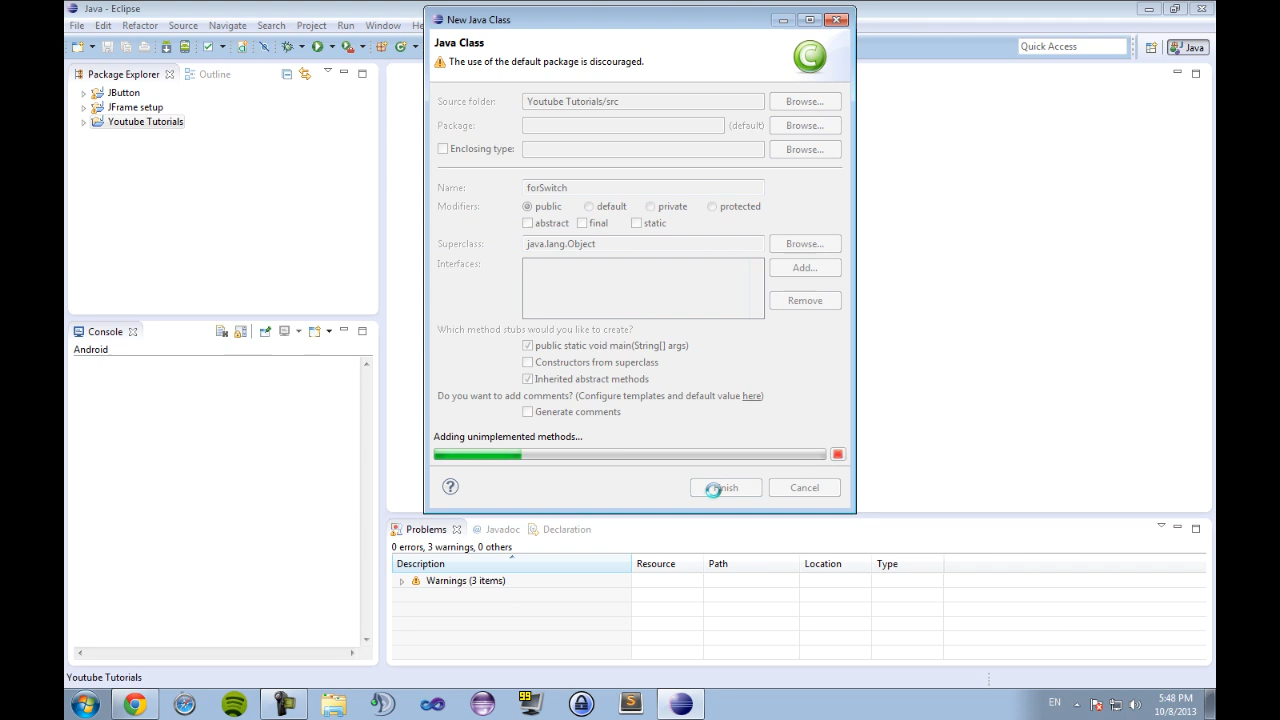 Java - Eclipse
File Edit Refactor Source Navigate Search Project Run Window
Quick Access
Java
Package Explorer
Outline
JButton
JFrame setup
Youtube Tutorials
Console
Android
New Java Class
Java Class
The use of the default package is discouraged.
Source folder: Youtube Tutorials/src Browse...
Package: (default) Browse...
Enclosing type: Browse...
Name: forSwitch
Modifiers: public default private protected
abstract final static
Superclass: java.lang.Object Browse...
Interfaces: Add...
Remove
Which method stubs would you like to create?
public static void main(String[] args)
Constructors from superclass
Inherited abstract methods
Do you want to add comments? (Configure templates and default value here)
Generate comments
Adding unimplemented methods...
Cancel
Problems @ Javadoc Declaration
0 errors, 3 warnings, 0 others
Description Resource Path Location Type
Warnings (3 items)
Youtube Tutorials
99
EN
5:48 PM
10/8/2013